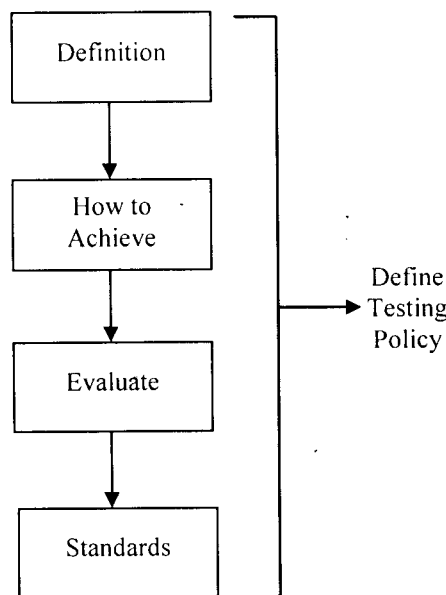 Definition
How to
Achieve
Evaluate
Standards
Define
Testing
Policy